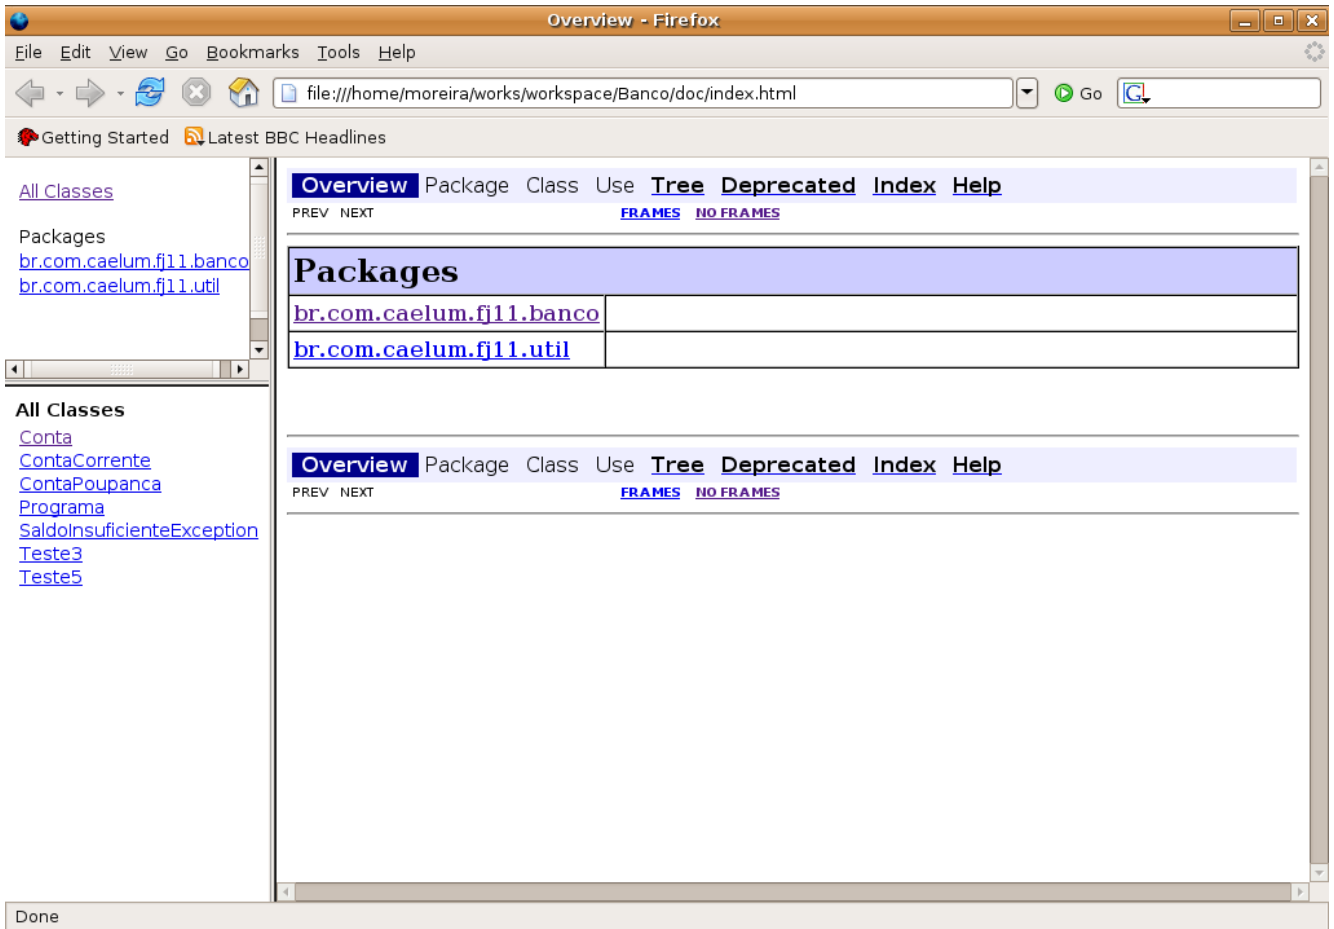 Overview - Firefox
File Edit View Go Bookmarks Tools Help
file:///home/moreira/works/workspace/Banco/doc/index.html Go G
Getting Started Latest BBC Headlines
All Classes
Packages
br.com.caelum.fj11.banco
br.com.caelum.fj11.util
All Classes
Conta
ContaCorrente
ContaPoupanca
Programa
SaldoInsuficienteException
Teste3
Teste5
Overview Package Class Use Tree Deprecated Index Help
PREV NEXT FRAMES NO FRAMES
Packages
br.com.caelum.fj11.banco
br.com.caelum.fj11.util
Overview Package Class Use Tree Deprecated Index Help
PREV NEXT FRAMES NO FRAMES
Done